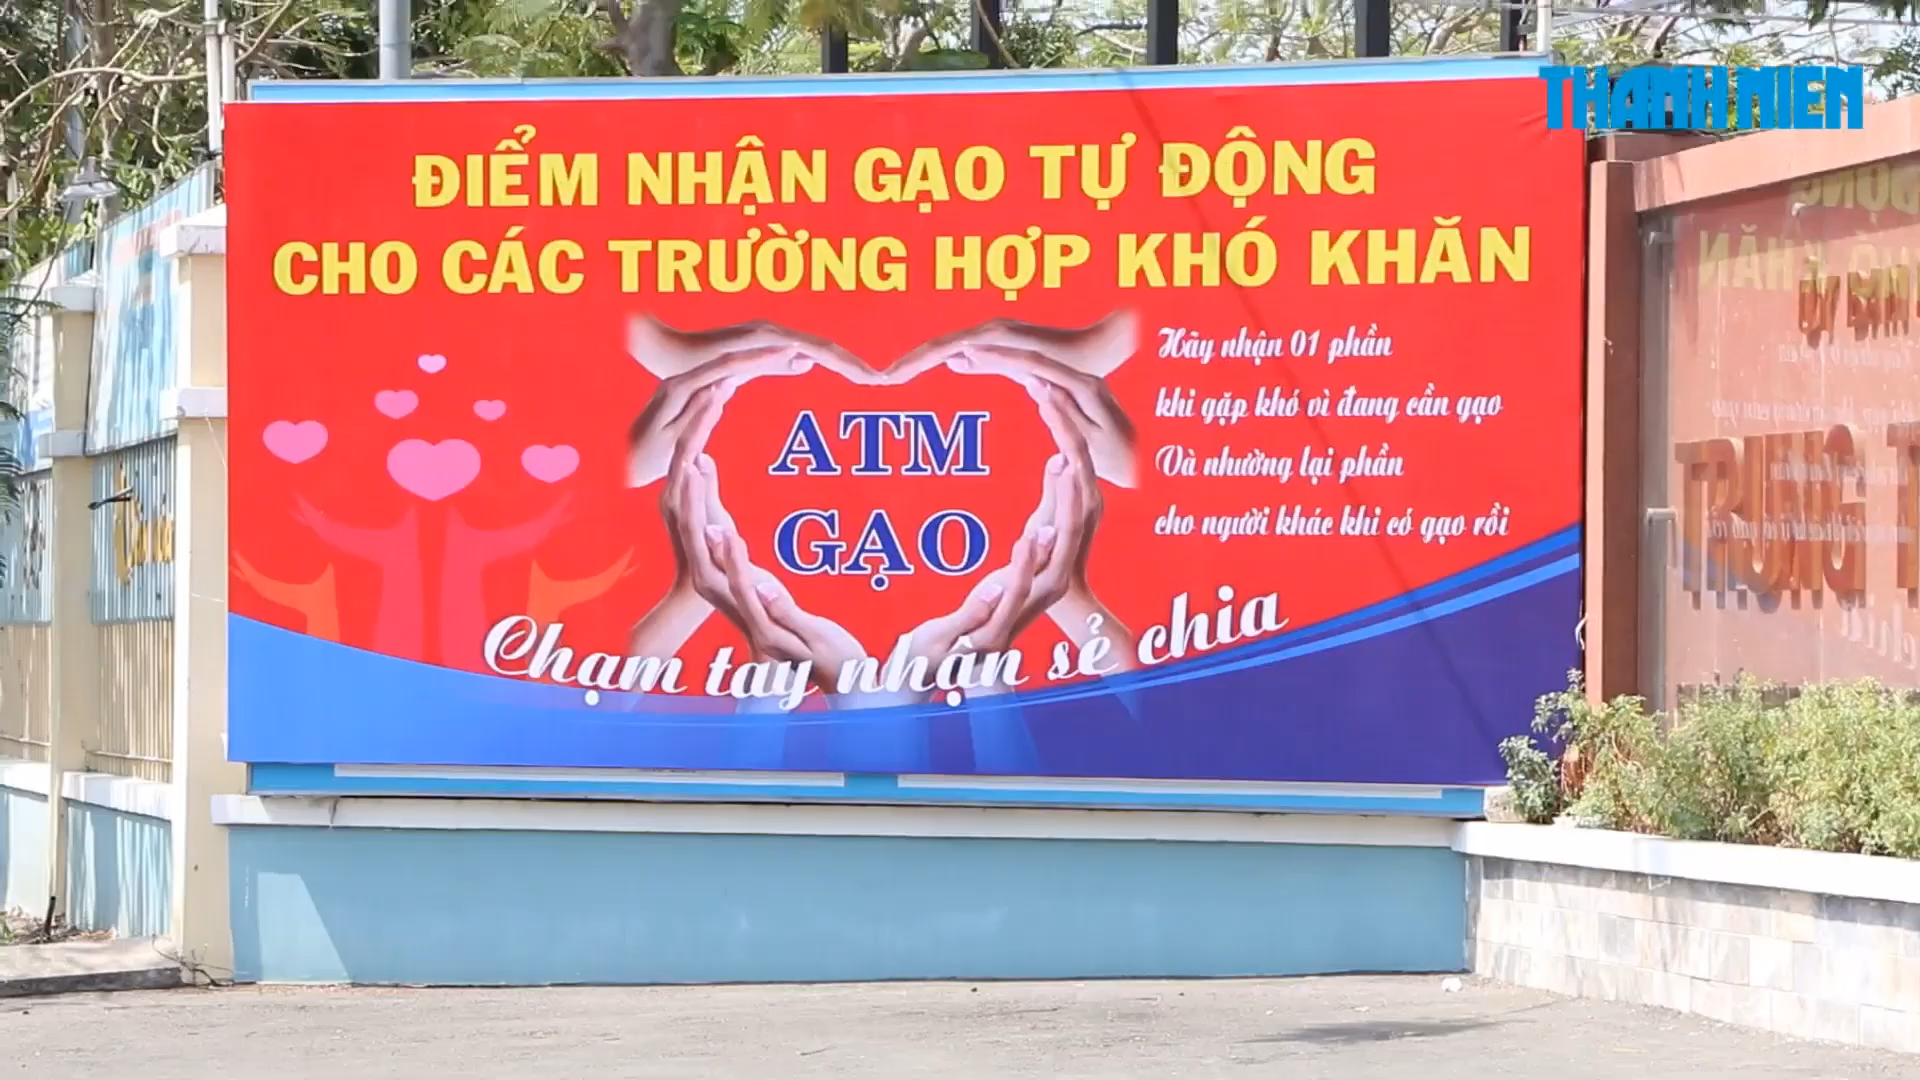 THANH NIEN
ĐIỂM NHẬN GẠO TỰ ĐỘNG
CHO CÁC TRƯỜNG HỢP KHÓ KHĂN
ATM
GẠO
Hãy nhận 01 phần
khi gặp khó vì đang cần gạo
Và nhường lại phần
cho người khác khi có gạo rồi
Chạm tay nhận sẻ chia
TRUNG T